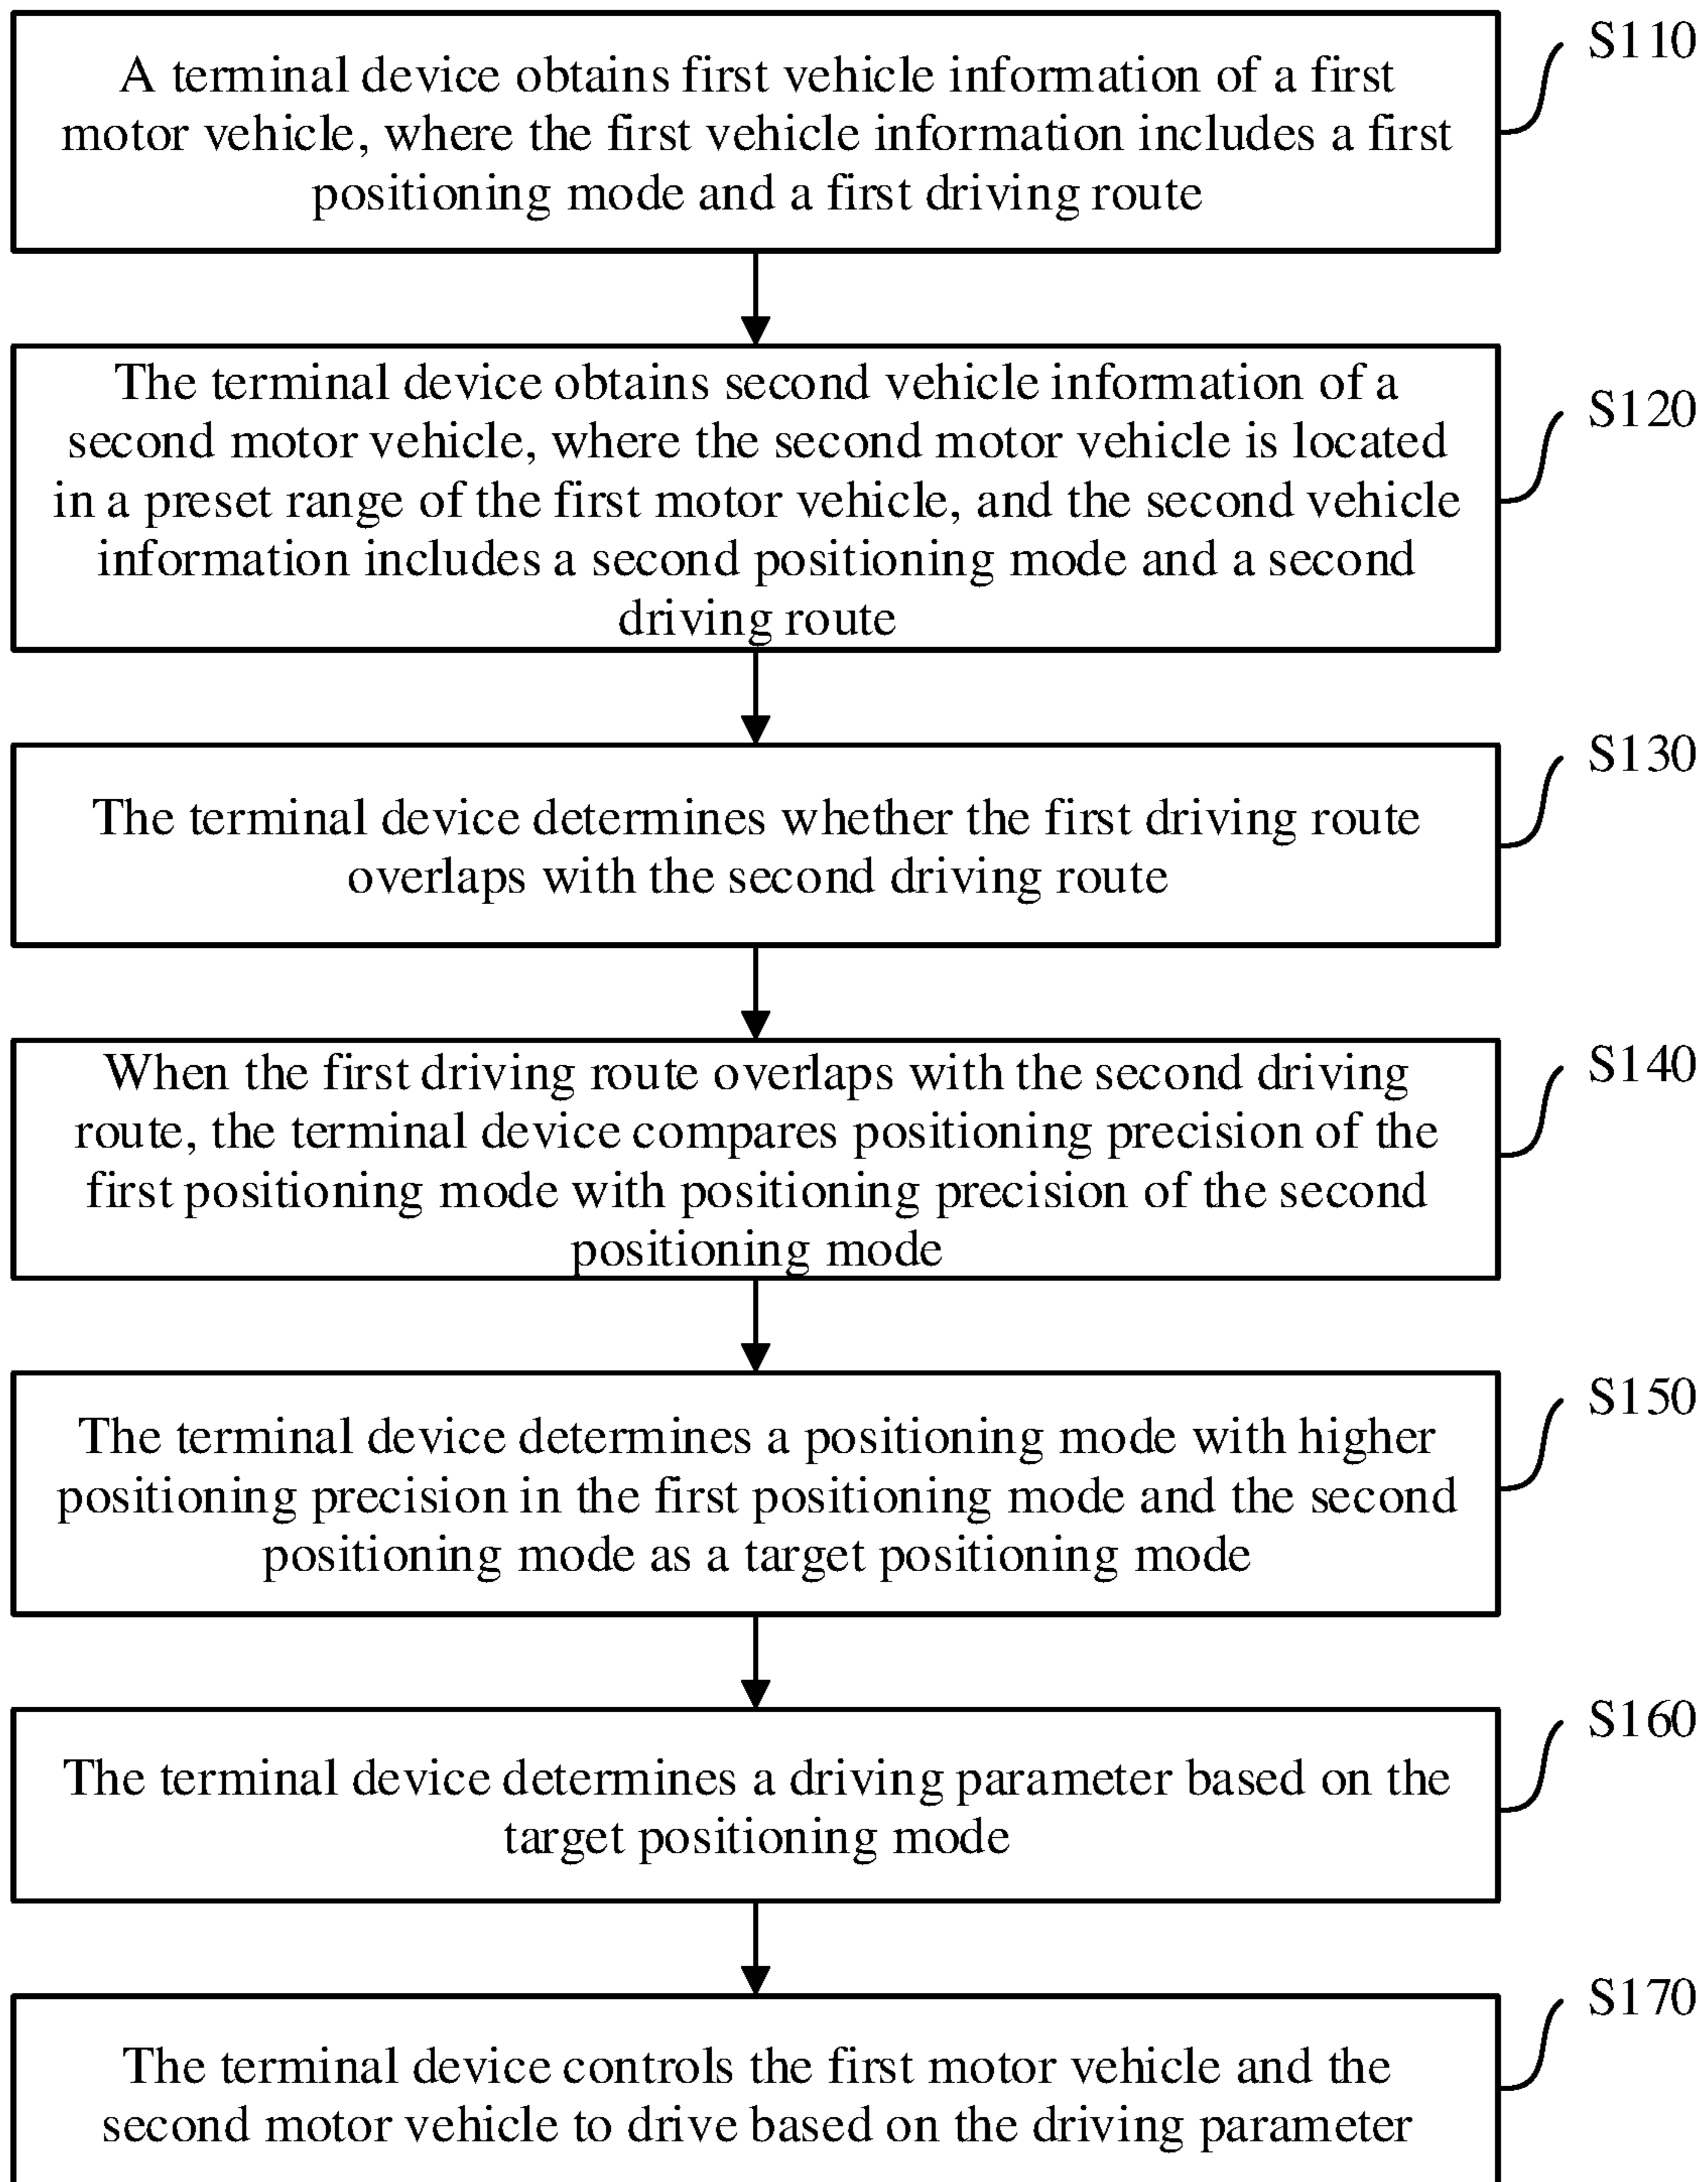 A terminal device obtains first vehicle information of a first
motor vehicle, where the first vehicle information includes a first
positioning mode and a first driving route
S110
The terminal device obtains second vehicle information of a
second motor vehicle, where the second motor vehicle is located
in a preset range of the first motor vehicle, and the second vehicle
information includes a second positioning mode and a second
driving route
S120
The terminal device determines whether the first driving route
overlaps with the second driving route
S130
When the first driving route overlaps with the second driving
route, the terminal device compares positioning precision of the
first positioning mode with positioning precision of the second
positioning mode
S140
The terminal device determines a positioning mode with higher
positioning precision in the first positioning mode and the second
positioning mode as a target positioning mode
S150
The terminal device determines a driving parameter based on the
target positioning mode
S160
The terminal device controls the first motor vehicle and the
second motor vehicle to drive based on the driving parameter
S170